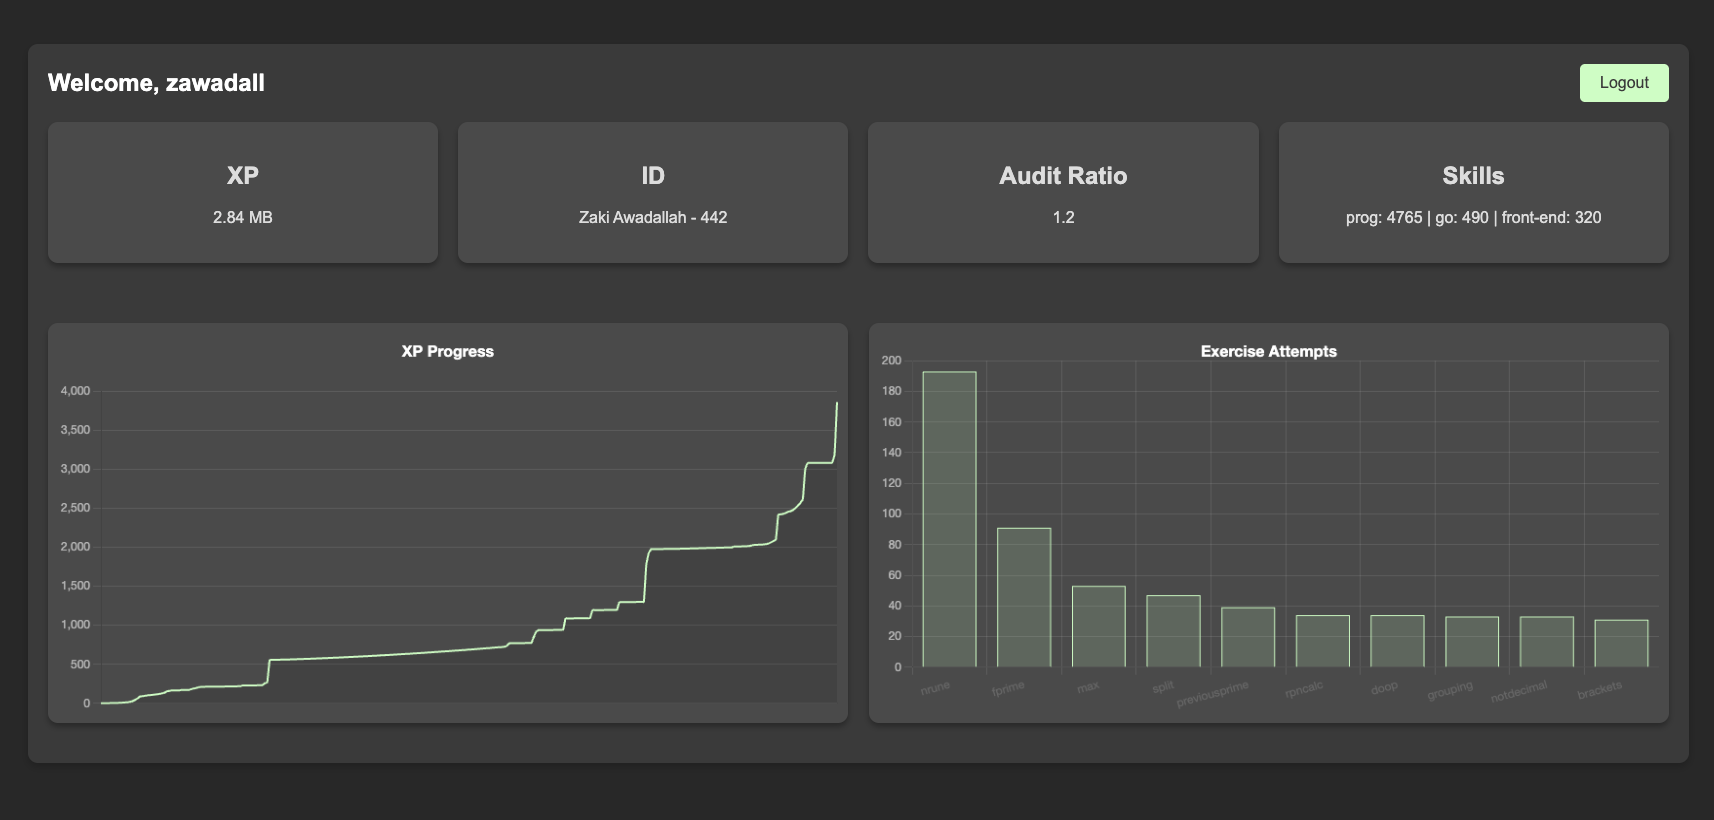 Welcome, zawadall
Logout
XP
2.84 MB
ID
Zaki Awadallah - 442
Audit Ratio
1.2
Skills
prog: 4765 | go: 490 | front-end: 320
XP Progress
4,000
3,500
3,000
2,500
2,000
1,500
1,000
500
0
Exercise Attempts
200
180
160
140
120
100
80
60
40
20
0
nrune
fprime
max
split
previousprime
rpncalc
doop
grouping
notdecimal
brackets